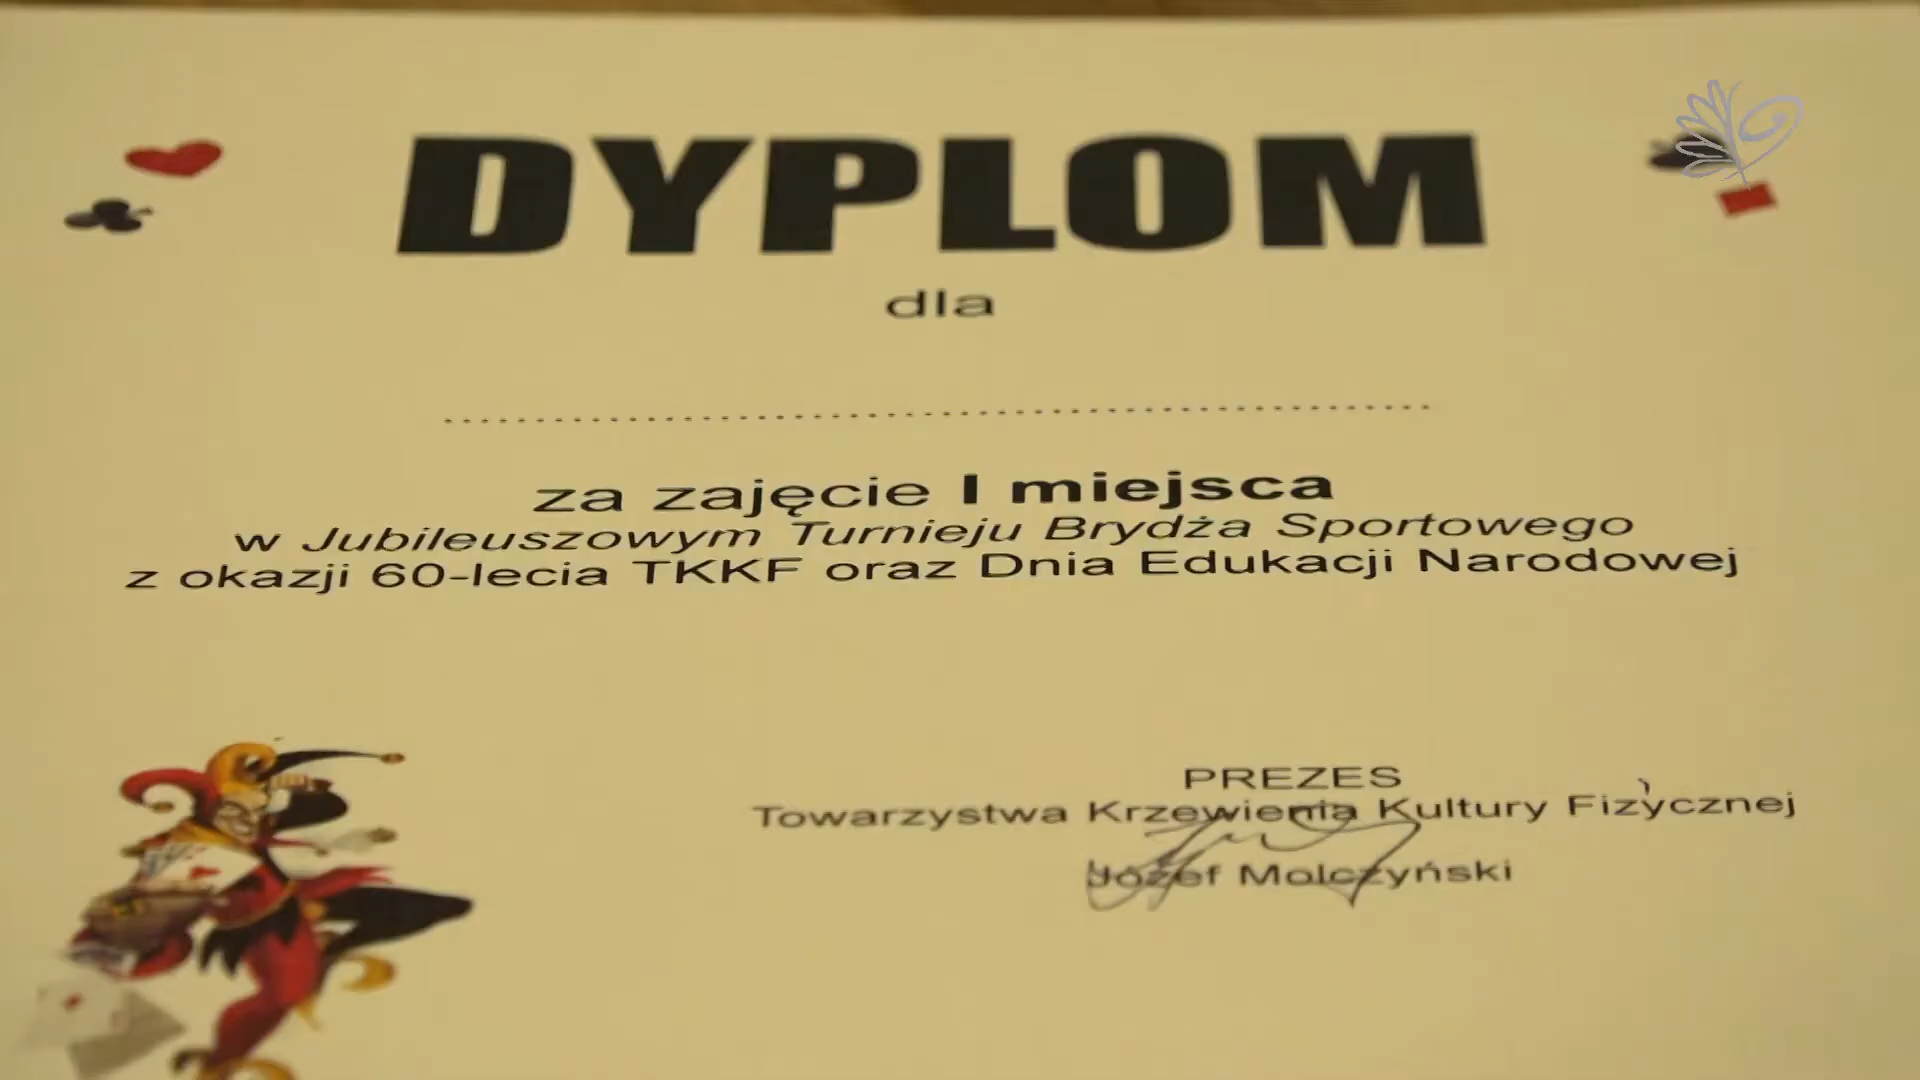 DYPLOM
dla
za zajęcie I miejsca
w Jubileuszowym Turnieju Brydża Sportowego
z okazji 60-lecia TKKF oraz Dnia Edukacji Narodowej
PREZES
Towarzystwa Krzewienia Kultury Fizycznej
Józef Molczyński